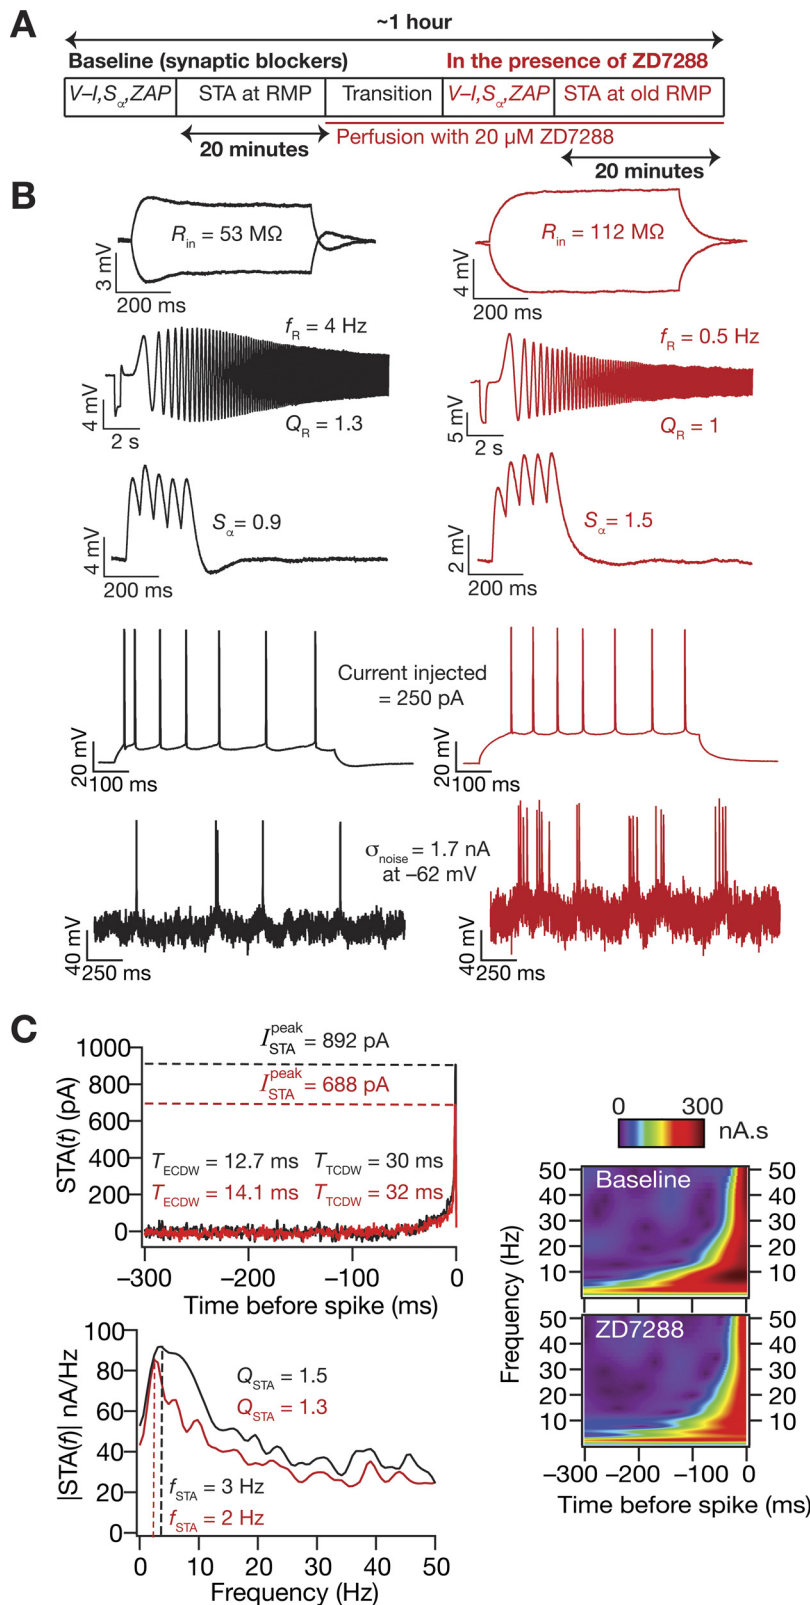 A
~1 hour
Baseline (synaptic blockers)
In the presence of ZD7288
V–I,Sα,ZAP
STA at RMP
Transition
V–I,Sα,ZAP
STA at old RMP
20 minutes
Perfusion with 20 µM ZD7288
20 minutes
B
Rin = 53 MΩ
3 mV
200 ms
Rin = 112 MΩ
4 mV
200 ms
fR = 4 Hz
4 mV
2 s
QR = 1.3
fR = 0.5 Hz
5 mV
2 s
QR = 1
Sα= 0.9
4 mV
200 ms
Sα = 1.5
2 mV
200 ms
Current injected
= 250 pA
20 mV
100 ms
20 mV
100 ms
σnoise = 1.7 nA
at –62 mV
40 mV
250 ms
40 mV
250 ms
C
ISTA peak = 892 pA
ISTA peak = 688 pA
TECDW = 12.7 ms
TTCDW = 30 ms
TECDW = 14.1 ms
TTCDW = 32 ms
STA(t) (pA)
1000
800
600
400
200
0
−300
−200
−100
0
Time before spike (ms)
100
80
60
40
20
0
|STA(f)| nA/Hz
QSTA = 1.5
QSTA = 1.3
fSTA = 3 Hz
fSTA = 2 Hz
0 10 20 30 40 50
Frequency (Hz)
0
300
nA.s
Baseline
50
40
30
20
10
50
40
30
20
10
ZD7288
50
40
30
20
10
50
40
30
20
10
Frequency (Hz)
−300 −200 −100 0
Time before spike (ms)